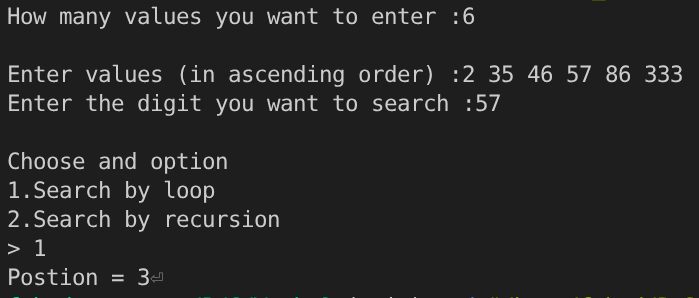 How many values you want to enter :6
Enter values (in ascending order) :2 35 46 57 86 333
Enter the digit you want to search :57
Choose and option
1.Search by loop
2.Search by recursion
> 1
Postion = 3⏎